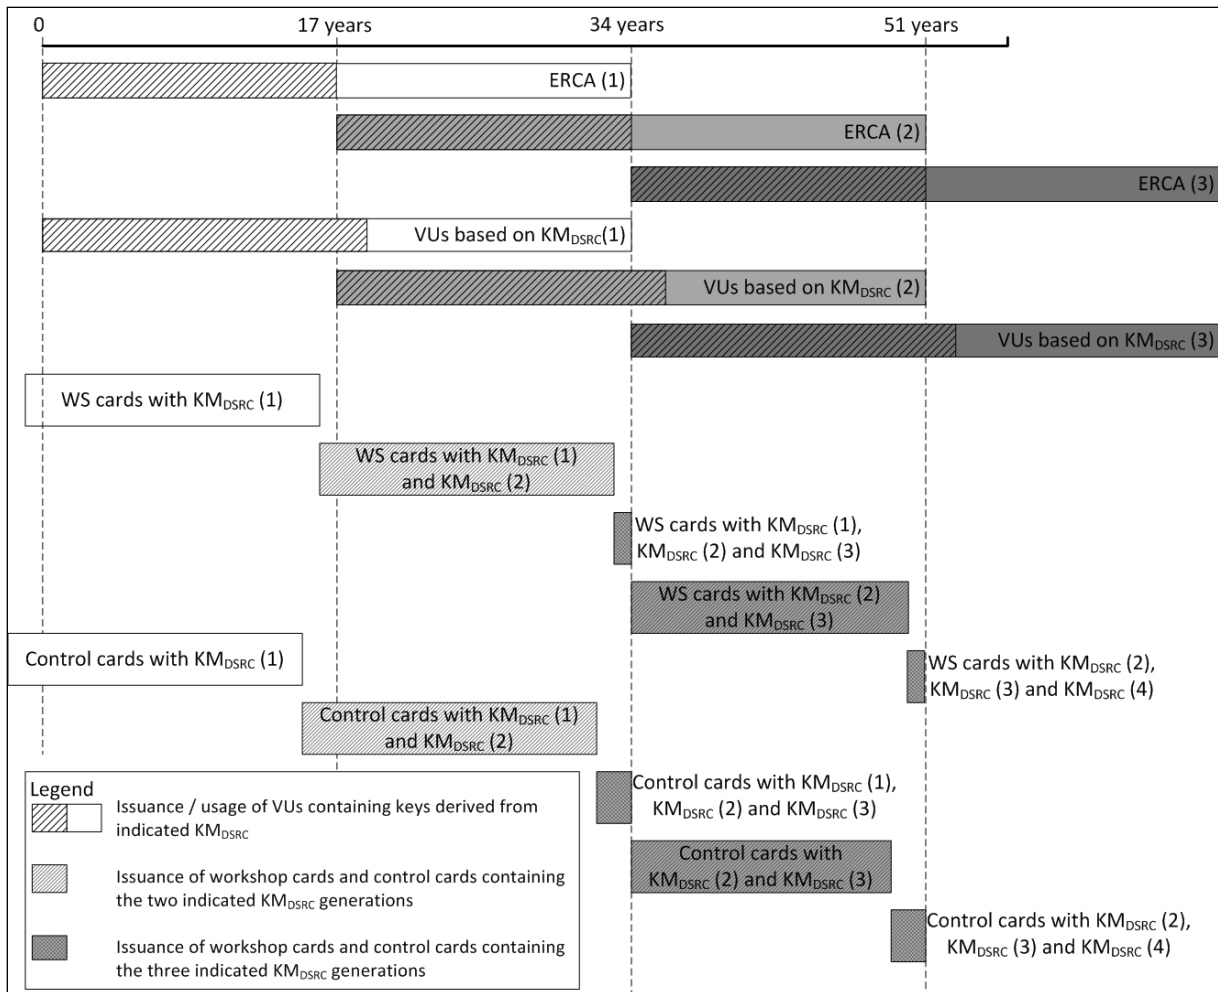 0
17 years
34 years
51 years
ERCA (1)
ERCA (2)
ERCA (3)
VUs based on KMDSRC(1)
VUs based on KMDSRC (2)
VUs based on KMDSRC (3)
WS cards with KMDSRC (1)
WS cards with KMDSRC (1)
and KMDSRC (2)
WS cards with KMDSRC (1),
KMDSRC (2) and KMDSRC (3)
WS cards with KMDSRC (2)
and KMDSRC (3)
Control cards with KMDSRC (1)
WS cards with KMDSRC (2),
KMDSRC (3) and KMDSRC (4)
Control cards with KMDSRC (1)
and KMDSRC (2)
Control cards with KMDSRC (1),
KMDSRC (2) and KMDSRC (3)
Control cards with
KMDSRC (2) and KMDSRC (3)
Control cards with KMDSRC (2),
KMDSRC (3) and KMDSRC (4)
Legend
Issuance / usage of VUs containing keys derived from
indicated KMDSRC
Issuance of workshop cards and control cards containing
the two indicated KMDSRC generations
Issuance of workshop cards and control cards containing
the three indicated KMDSRC generations